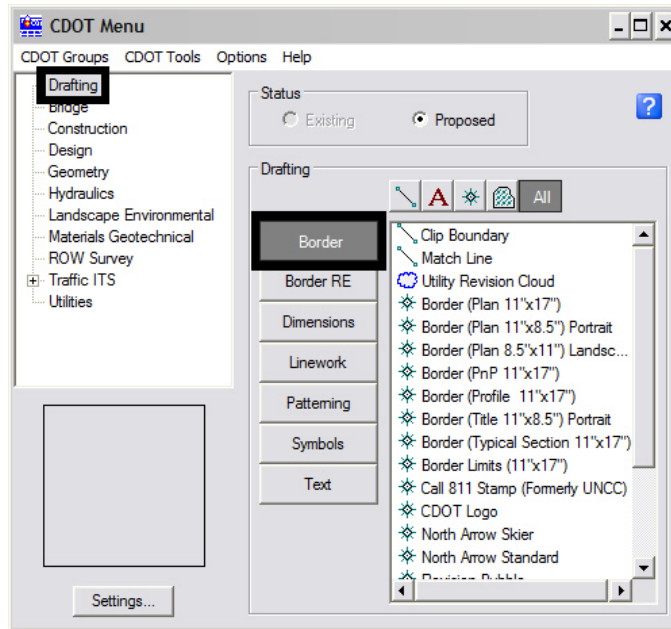 CDOT Menu
CDOT Groups CDOT Tools Options Help
Drafting
Bridge
Construction
Design
Geometry
Hydraulics
Landscape Environmental
Materials Geotechnical
ROW Survey
Traffic ITS
Utilities
Settings...
Status
Existing Proposed
?
Drafting
A All
Border
Border RE
Dimensions
Linework
Patterning
Symbols
Text
Clip Boundary
Match Line
Utility Revision Cloud
Border (Plan 11"x17")
Border (Plan 11"x8.5") Portrait
Border (Plan 8.5"x11") Landsc...
Border (PnP 11"x17")
Border (Profile 11"x17")
Border (Title 11"x8.5") Portrait
Border (Typical Section 11"x17")
Border Limits (11"x17")
Call 811 Stamp (Formerly UNCC)
CDOT Logo
North Arrow Skier
North Arrow Standard
Revision Bubble